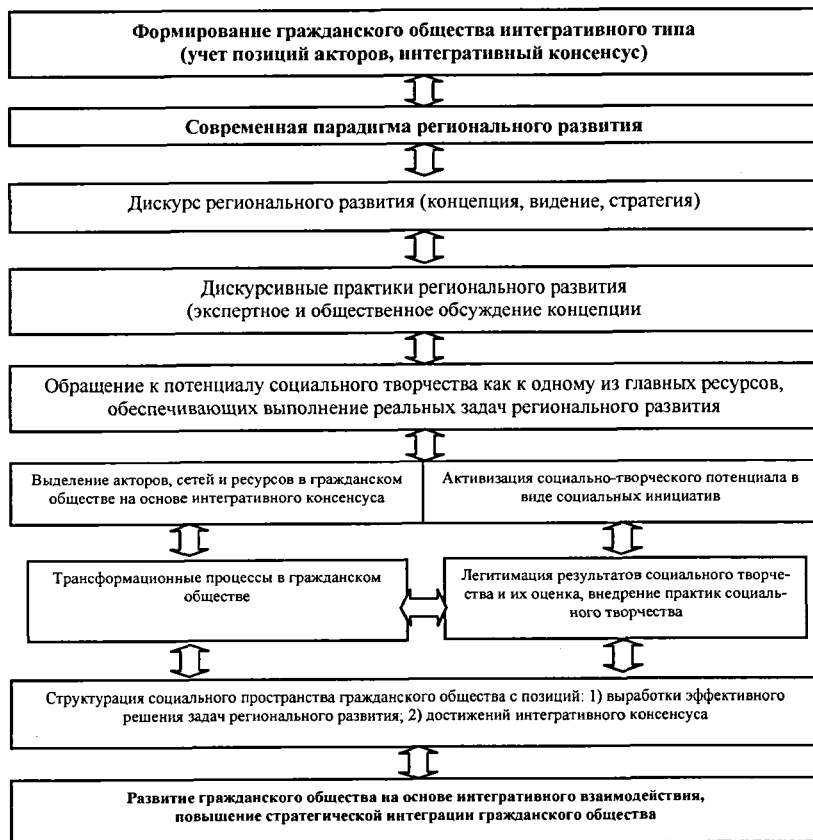 Формирование гражданского общества интегративного типа
(учет позиций акторов, интегративный консенсус)
Современная парадигма регионального развития
Дискурс регионального развития (концепция, видение, стратегия)
Дискурсивные практики регионального развития
(экспертное и общественное обсуждение концепции
Обращение к потенциалу социального творчества как к одному из главных ресурсов,
обеспечивающих выполнение реальных задач регионального развития
Выделение акторов, сетей и ресурсов в гражданском
обществе на основе интегративного консенсуса
Активизация социально-творческого потенциала в
виде социальных инициатив
Трансформационные процессы в гражданском
обществе
Легитимация результатов социального творче-
ства и их оценка, внедрение практик социаль-
ного творчества
Структурация социального пространства гражданского общества с позиций: 1) выработки эффективного
решения задач регионального развития; 2) достижений интегративного консенсуса
Развитие гражданского общества на основе интегративного взаимодействия,
повышение стратегической интеграции гражданского общества